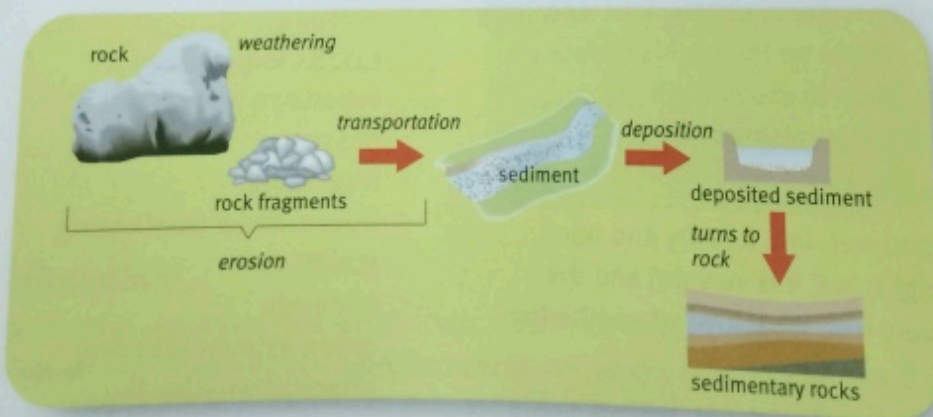 rock
weathering
rock fragments
erosion
transportation
sediment
deposition
deposited sediment
turns to
rock
sedimentary rocks